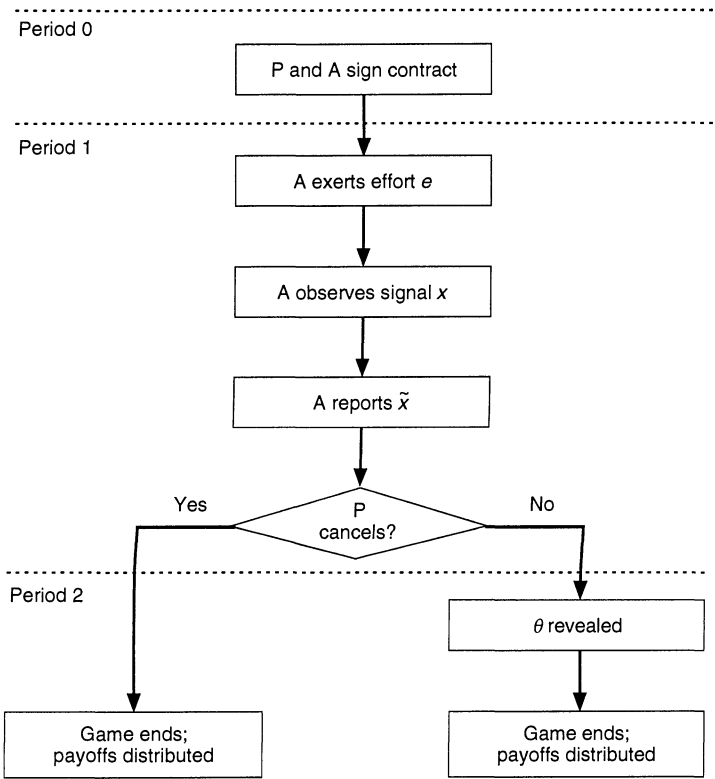 Period 0
P and A sign contract
Period 1
A exerts effort e
A observes signal x
A reports x̃
Yes
P
cancels?
No
Period 2
θ revealed
Game ends;
payoffs distributed
Game ends;
payoffs distributed